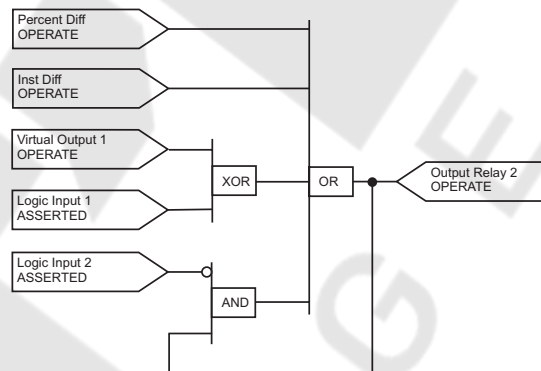 Percent Diff
OPERATE
Inst Diff
OPERATE
Virtual Output 1
OPERATE
XOR
OR
Output Relay 2
OPERATE
Logic Input 1
ASSERTED
Logic Input 2
ASSERTED
AND
G E